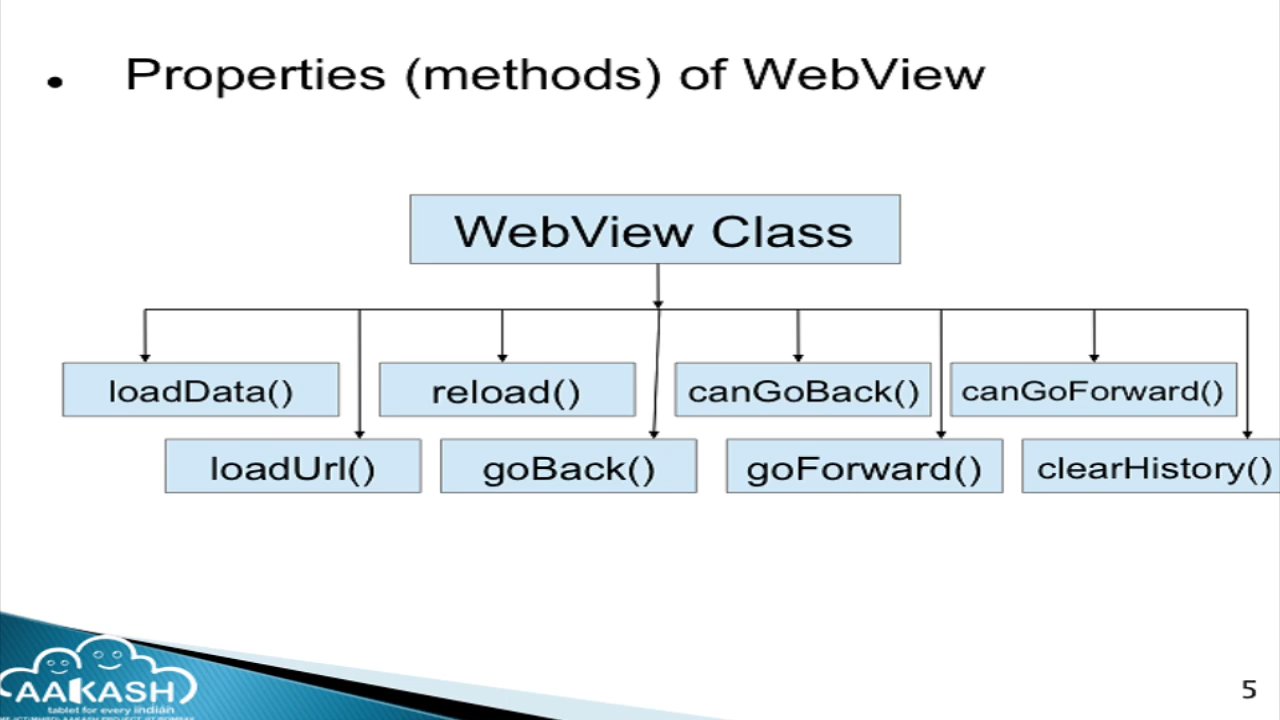 • Properties (methods) of WebView
WebView Class
loadData()
reload()
canGoBack()
canGoForward()
loadUrl()
goBack()
goForward()
clearHistory()
AAKASH
tablet for every indian
5